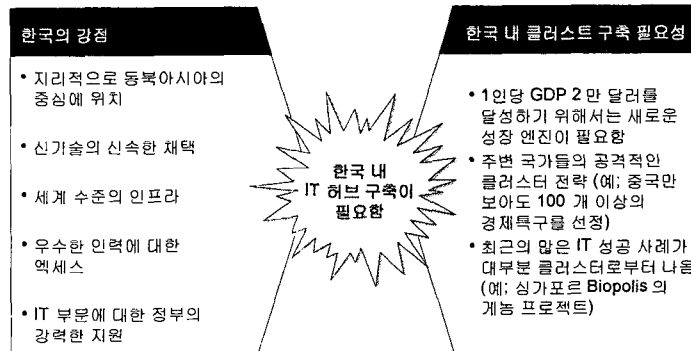 한국의 강점
• 지리적으로 동북아시아의
중심에 위치
• 신기술의 신속한 채택
• 세계 수준의 인프라
• 우수한 인력에 대한
엑세스
• IT 부문에 대한 정부의
강력한 지원
한국 내
IT 허브 구축이
필요함
한국 내 클러스트 구축 필요성
• 1인당 GDP 2 만 달러를
달성하기 위해서는 새로운
성장 엔진이 필요함
• 주변 국가들의 공격적인
클러스터 전략 (예; 중국만
보아도 100 개 이상의
경제특구를 선정)
• 최근의 많은 IT 성공 사례가
대부분 클러스터로부터 나옴
(예; 싱가포르 Biopolis 의
게놈 프로젝트)